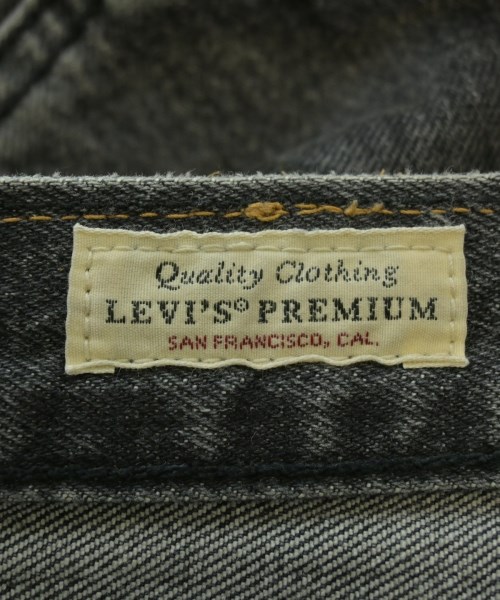 Quality Clothing
LEVI'S® PREMIUM
SAN FRANCISCO, CAL.